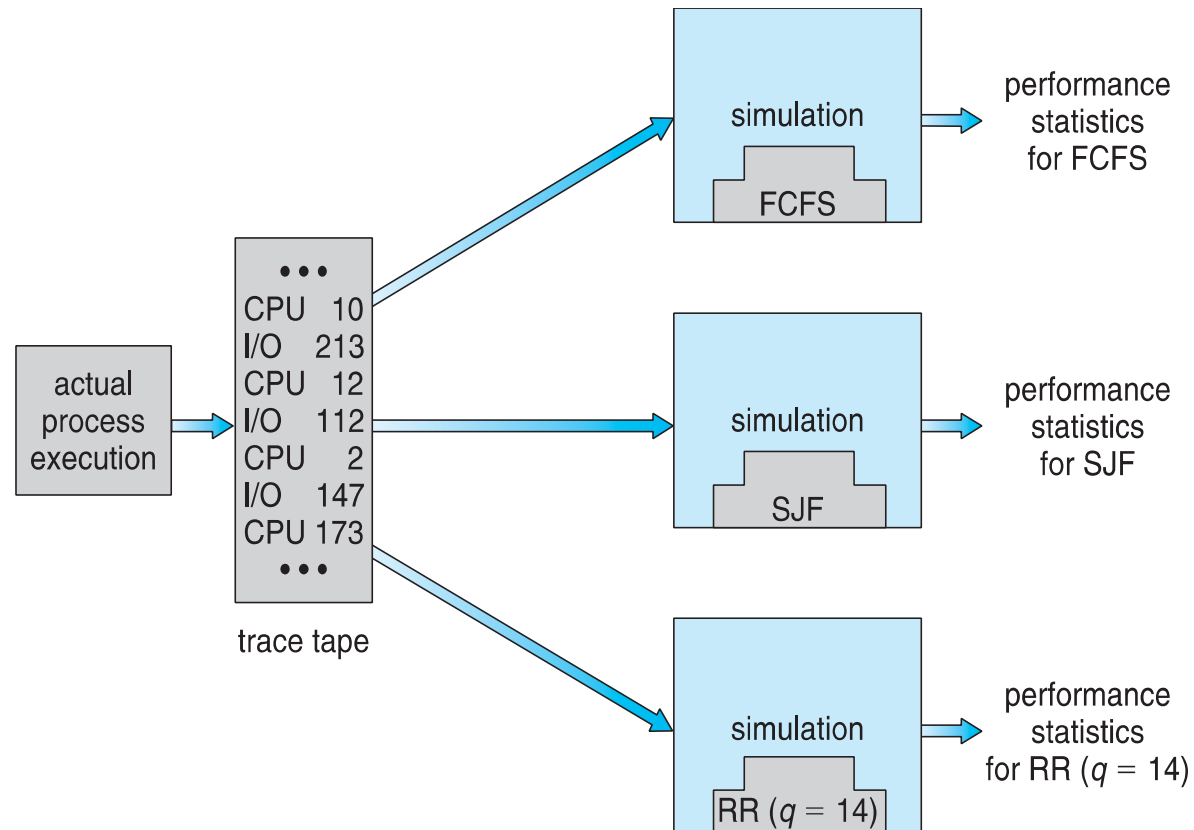 actual
process
execution
• • •
CPU 10
I/O 213
CPU 12
I/O 112
CPU 2
I/O 147
CPU 173
• • •
trace tape
simulation
FCFS
performance
statistics
for FCFS
simulation
SJF
performance
statistics
for SJF
simulation
RR (q = 14)
performance
statistics
for RR (q = 14)